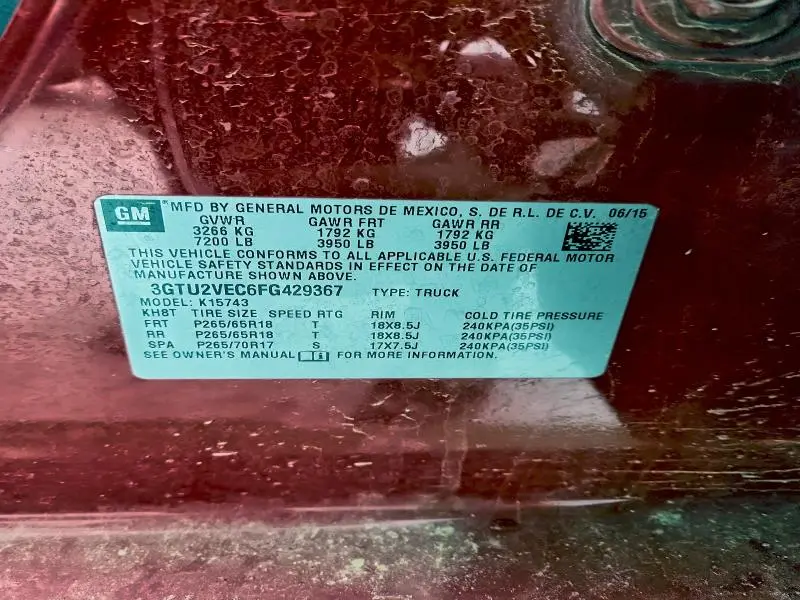 GM ® MFD BY GENERAL MOTORS DE MEXICO, S. DE R.L. DE C.V. 06/15
GVWR GAWR FRT GAWR RR
3266 KG 1792 KG 1792 KG
7200 LB 3950 LB 3950 LB
THIS VEHICLE CONFORMS TO ALL APPLICABLE U.S. FEDERAL MOTOR
VEHICLE SAFETY STANDARDS IN EFFECT ON THE DATE OF
MANUFACTURE SHOWN ABOVE.
3GTU2VEC6FG429367 TYPE: TRUCK
MODEL: K15743
KH8T TIRE SIZE SPEED RTG RIM COLD TIRE PRESSURE
FRT P265/65R18 T 18X8.5J 240KPA(35PSI)
RR P265/65R18 T 18X8.5J 240KPA(35PSI)
SPA P265/70R17 S 17X7.5J 240KPA(35PSI)
SEE OWNER'S MANUAL FOR MORE INFORMATION.